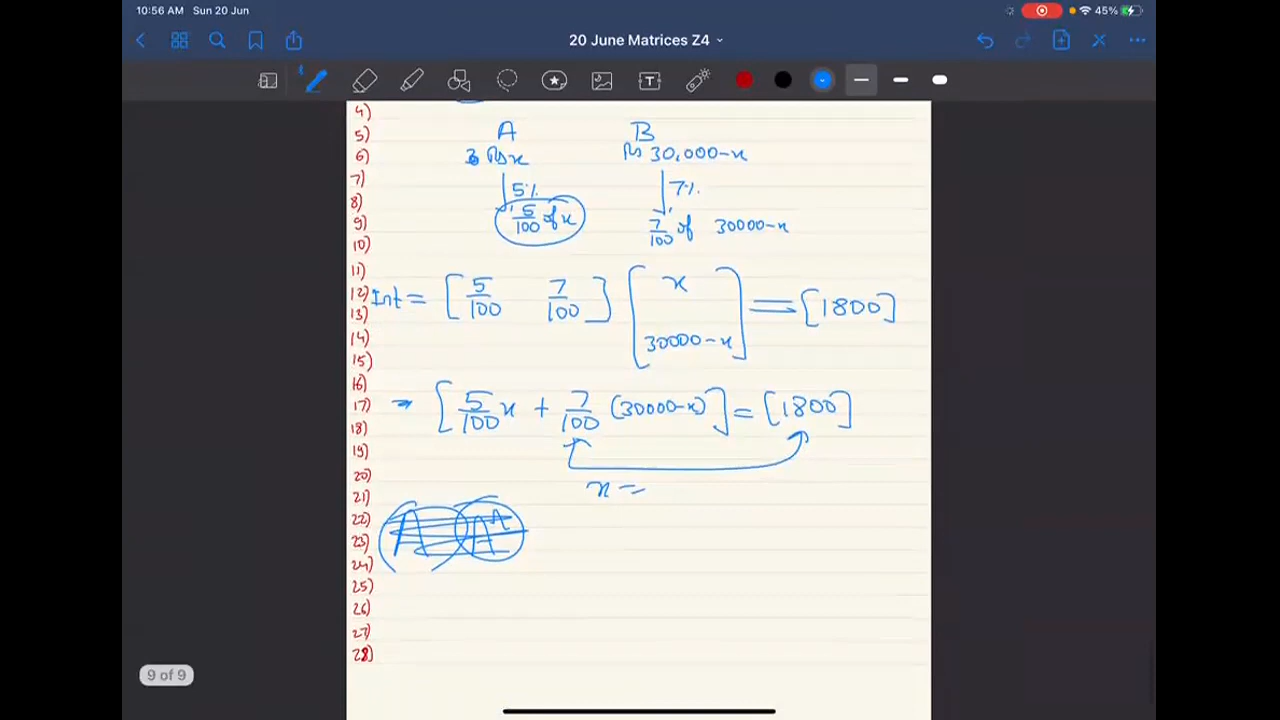 10:56 AM Sun 20 Jun 45%
20 June Matrices Z4
4)
5) A B
6) Rs x Rs 30,000-x
7) 5% 7%
8)
9) 5/100 of x 7/100 of 30000-x
10)
11)
12) Int = [5/100 7/100] [x 30000-x] = [1800]
13)
14)
15)
16)
17) [5/100 x + 7/100 (30000-x)] = [1800]
18)
19)
20)
21) x =
22)
23)
24)
25)
26)
27)
28)
9 of 9